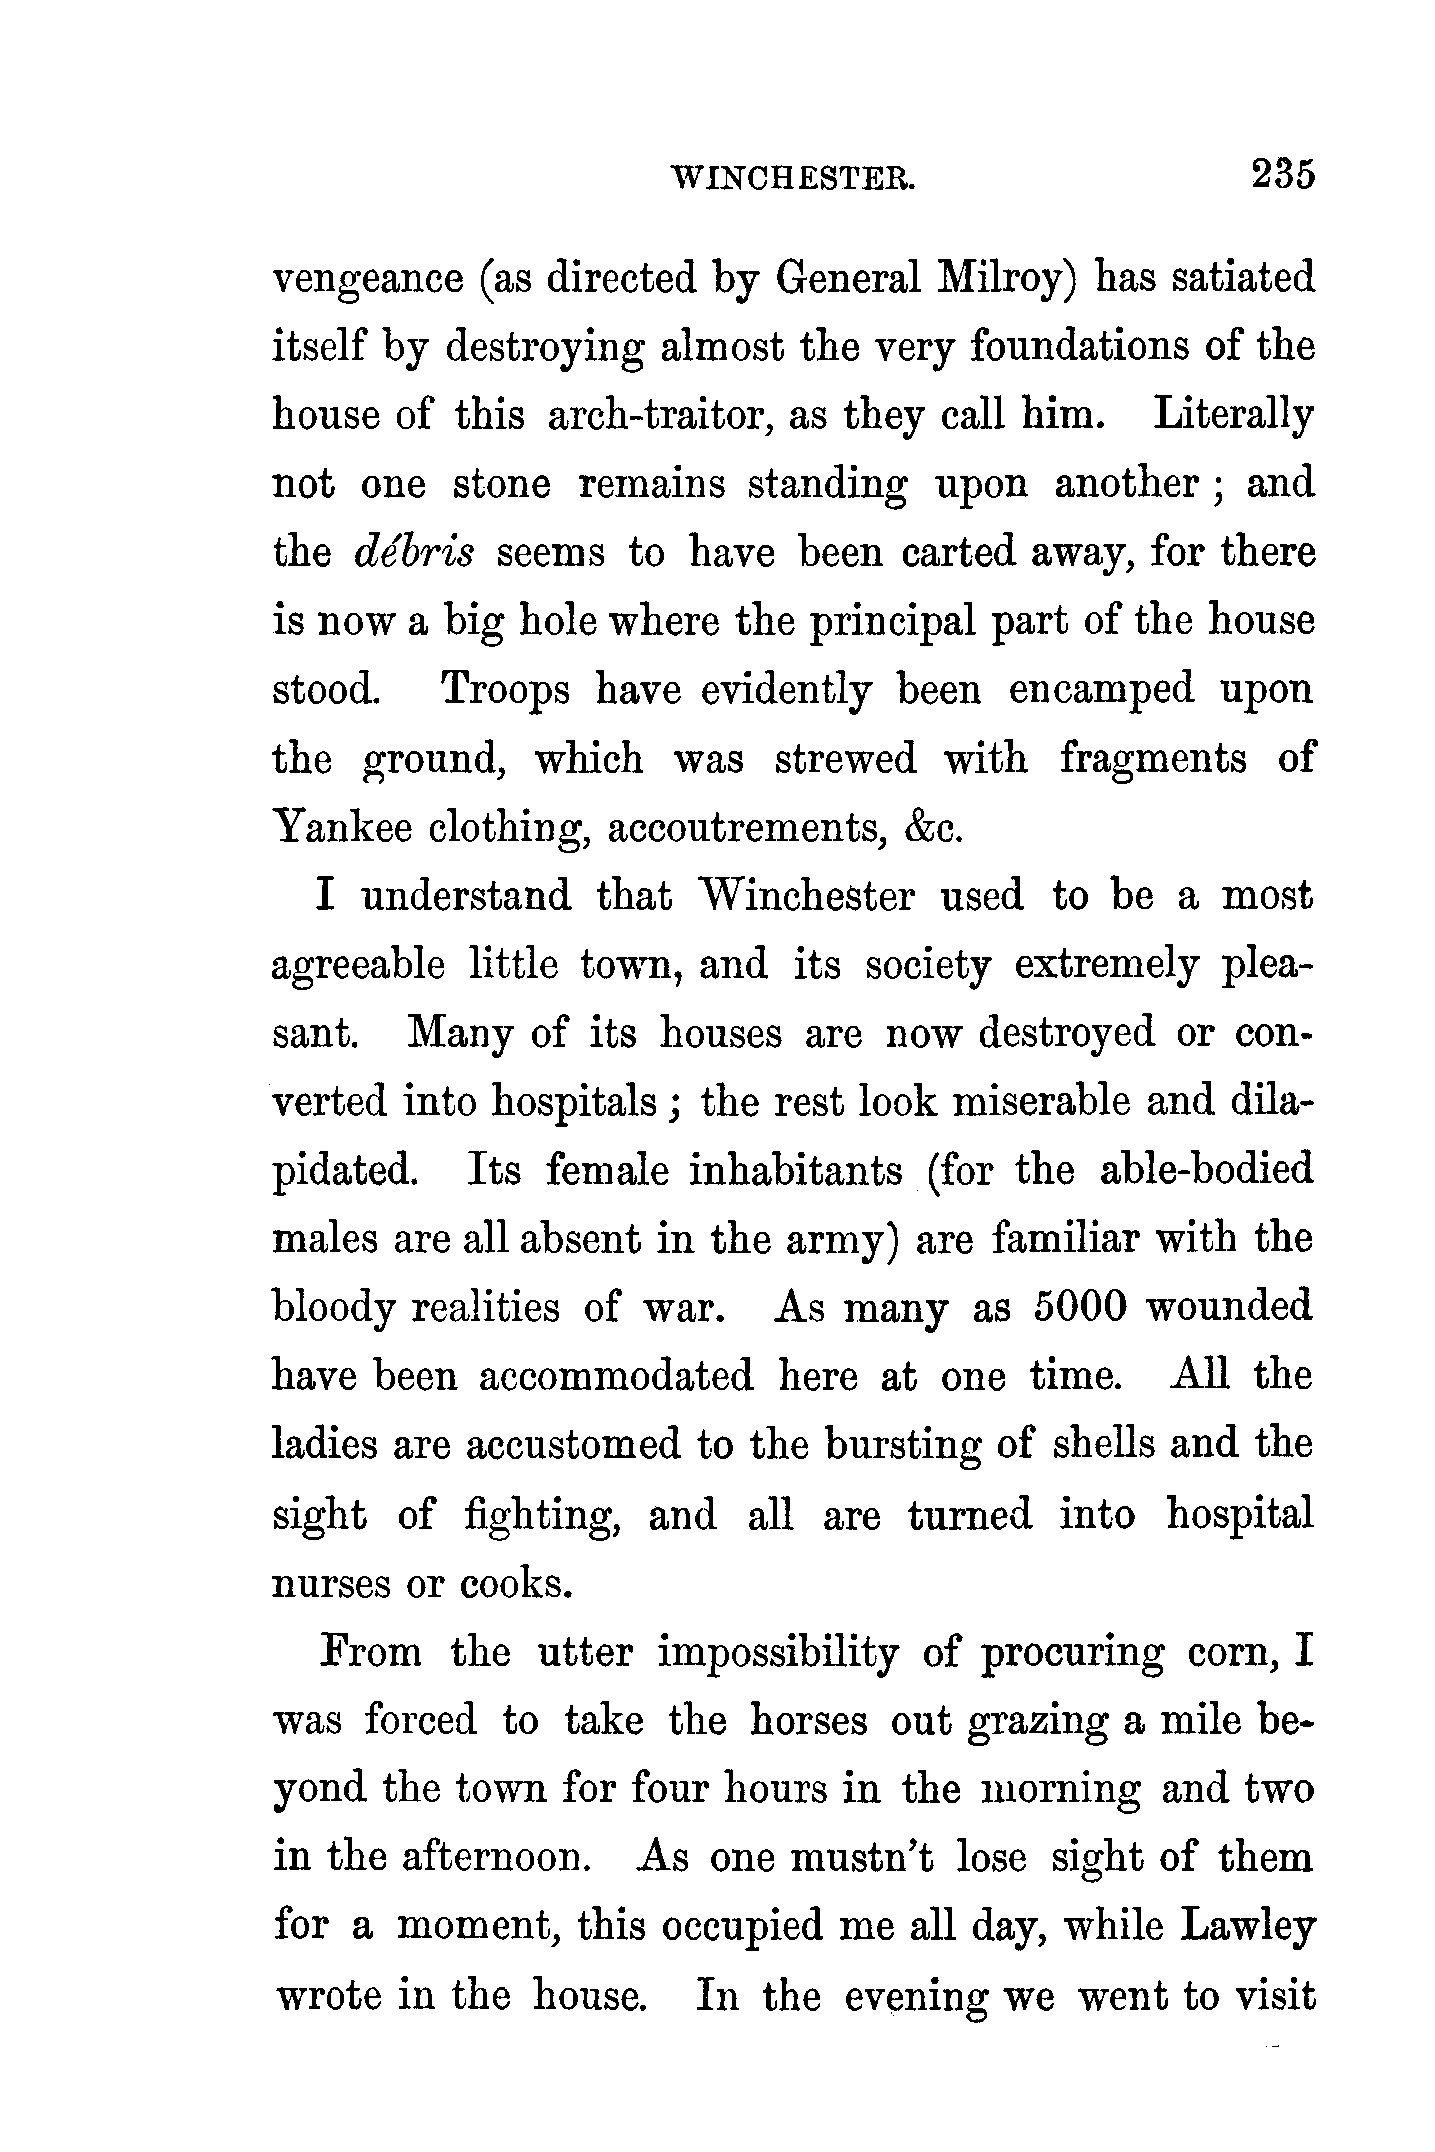 WINCHESTER. 235
vengeance (as directed by General Milroy) has satiated
itself by destroying almost the very foundations of the
house of this arch-traitor, as they call him. Literally
not one stone remains standing upon another ; and
the débris seems to have been carted away, for there
is now a big hole where the principal part of the house
stood. Troops have evidently been encamped upon
the ground, which was strewed with fragments of
Yankee clothing, accoutrements, &c.
I understand that Winchester used to be a most
agreeable little town, and its society extremely plea-
sant. Many of its houses are now destroyed or con-
verted into hospitals ; the rest look miserable and dila-
pidated. Its female inhabitants (for the able-bodied
males are all absent in the army) are familiar with the
bloody realities of war. As many as 5000 wounded
have been accommodated here at one time. All the
ladies are accustomed to the bursting of shells and the
sight of fighting, and all are turned into hospital
nurses or cooks.
From the utter impossibility of procuring corn, I
was forced to take the horses out grazing a mile be-
yond the town for four hours in the morning and two
in the afternoon. As one mustn't lose sight of them
for a moment, this occupied me all day, while Lawley
wrote in the house. In the evening we went to visit